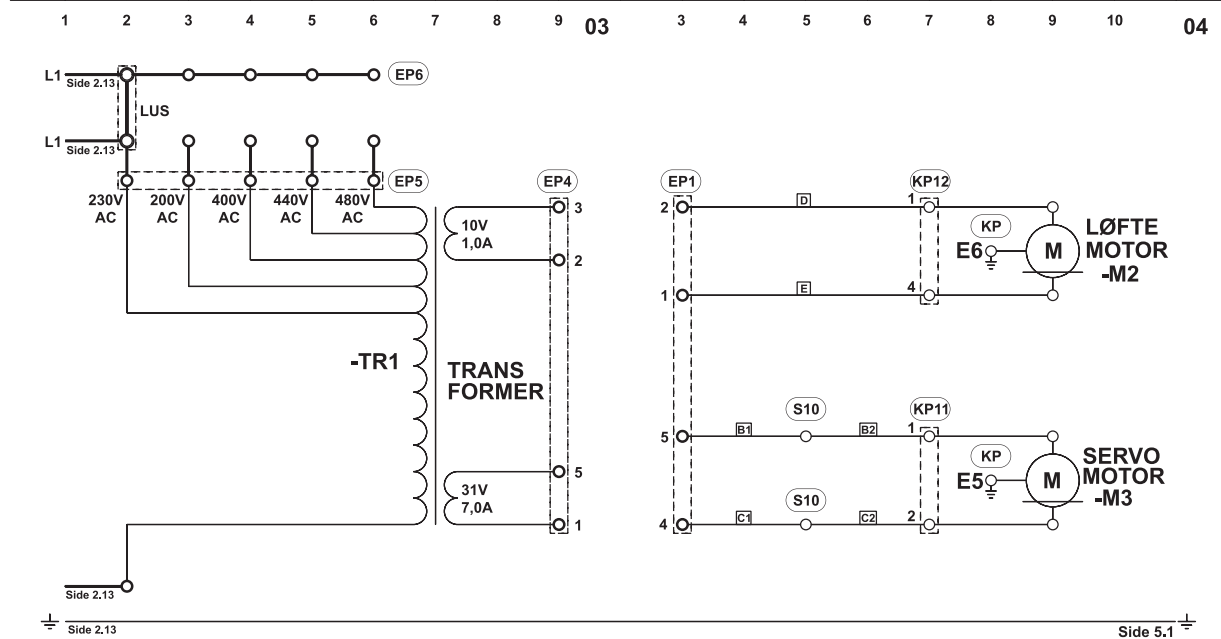 1 2 3 4 5 6 7 8 9 03 3 4 5 6 7 8 9 10 04
L1 Side 2.13 EP6
LUS
L1 Side 2.13
EP5 EP4 EP1 KP12
230V AC
200V AC
400V AC
440V AC
480V AC
3
10V
1,0A
2
2 D 1
KP
E6
M
LØFTE
MOTOR
-M2
1 E 4
-TR1
TRANS
FORMER
S10 KP11
5 B1 B2 1
KP
E5
M
SERVO
MOTOR
-M3
31V
7,0A
5
1
S10
4 C1 C2 2
Side 2.13
Side 2.13 Side 5.1